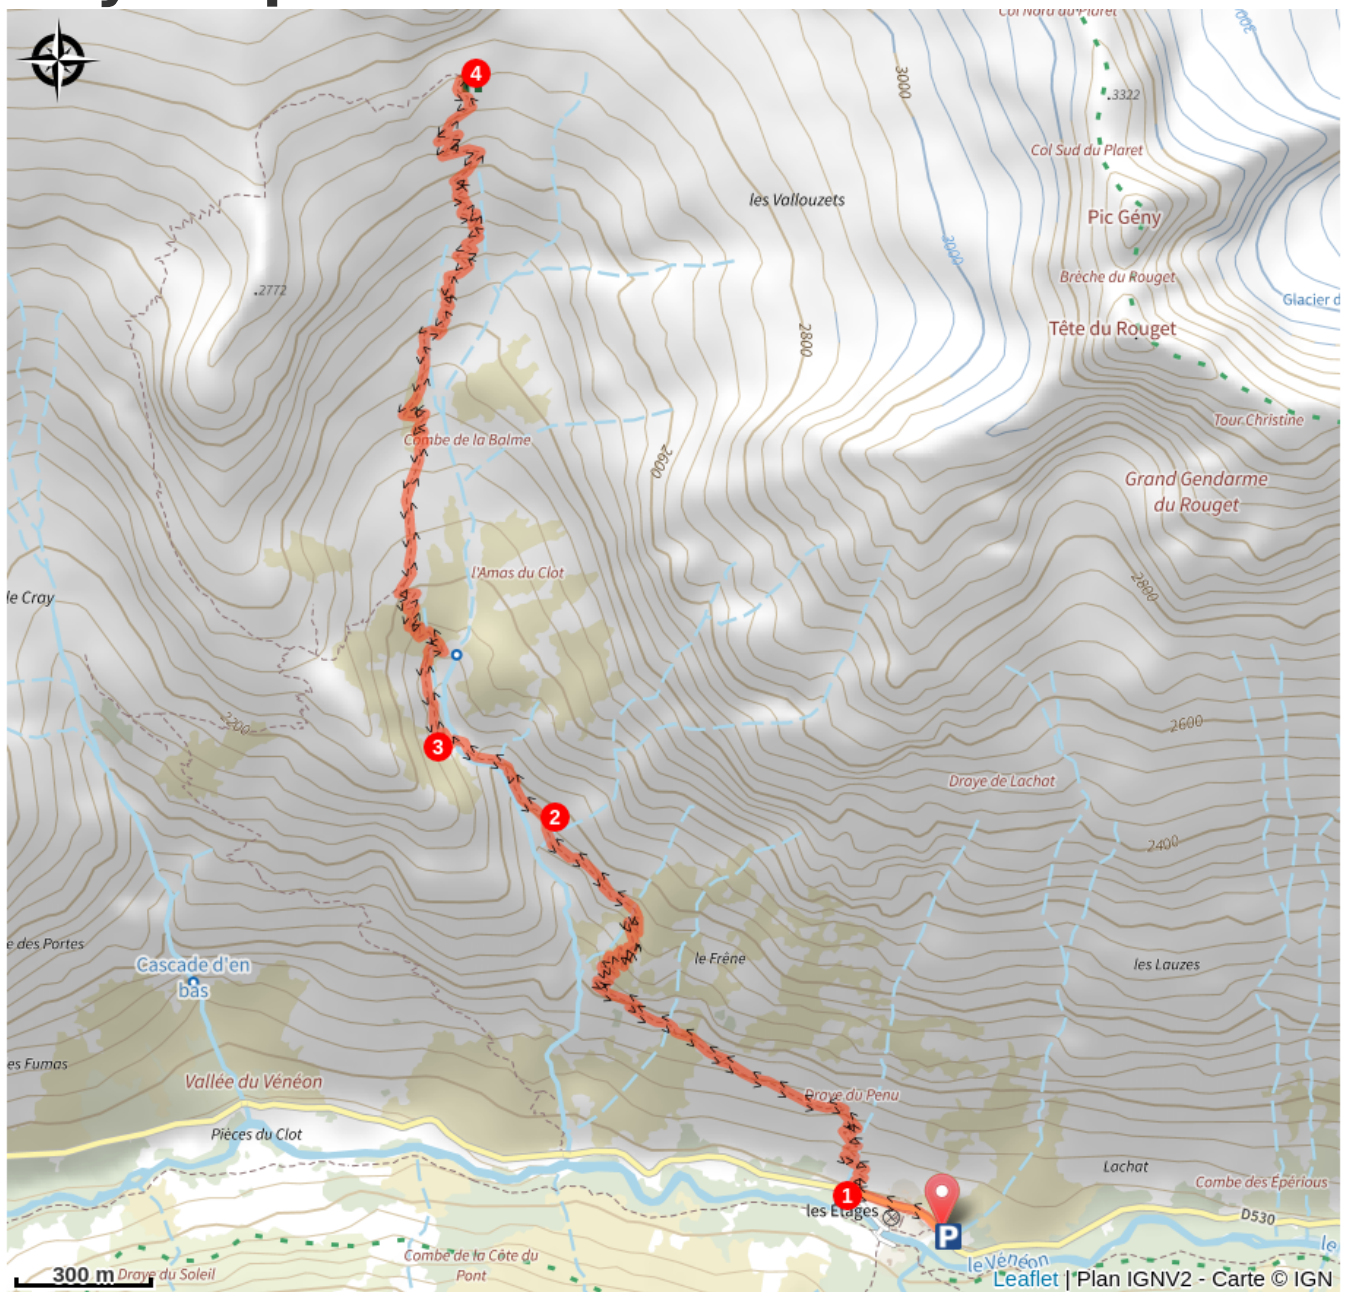 Col Nord du Plaret
3000
3000
.3322
4
Col Sud du Plaret
les Vallouzets
Pic Gény
3000
Brèche du Rouget
.2772
Glacier d
Tête du Rouget
2800
Tour Christine
Combe de la Balme
2600
Grand Gendarme
du Rouget
l'Amas du Clot
2800
le Cray
2200
2600
3
Draye de Lachat
2
2400
e des Portes
le Frêne
Cascade d'en
bas
les Lauzes
es Fumas
Vallée du Vénéon
Draye du Penu
Pièces du Clot
Lachat
Combe des Épérious
1
les Étages
D530
P
le
Combe de la Côte du
Pont
le Vénéon
300 m
Draye du Soleil
Leaflet | Plan IGNV2 - Carte © IGN